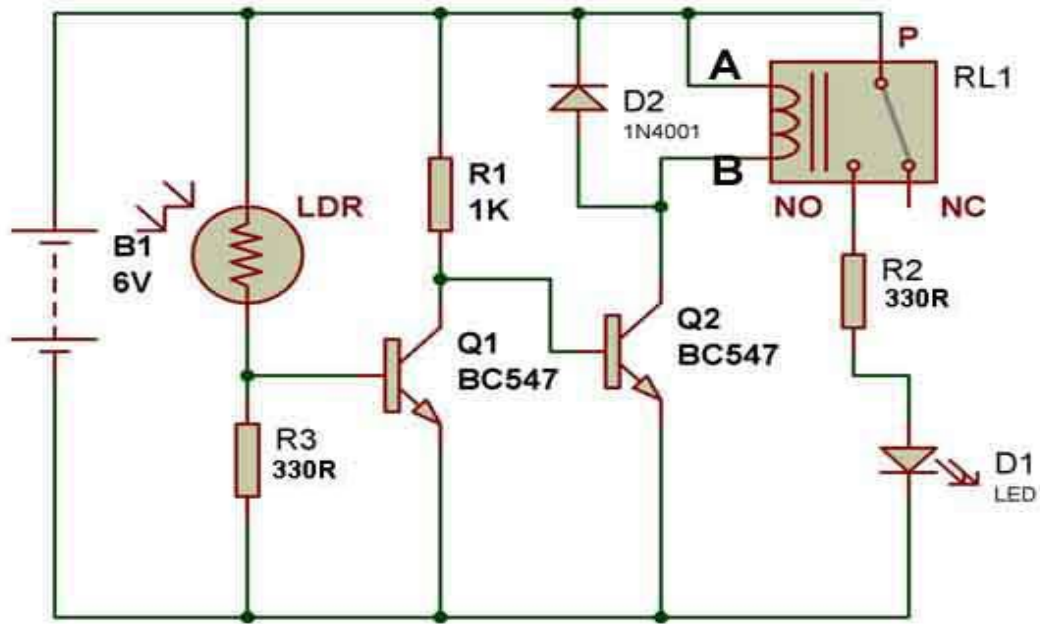 P
A
RL1
D2
1N4001
R1
1K
LDR
B
NO
NC
B1
6V
R2
330R
Q1
BC547
Q2
BC547
R3
330R
D1
LED